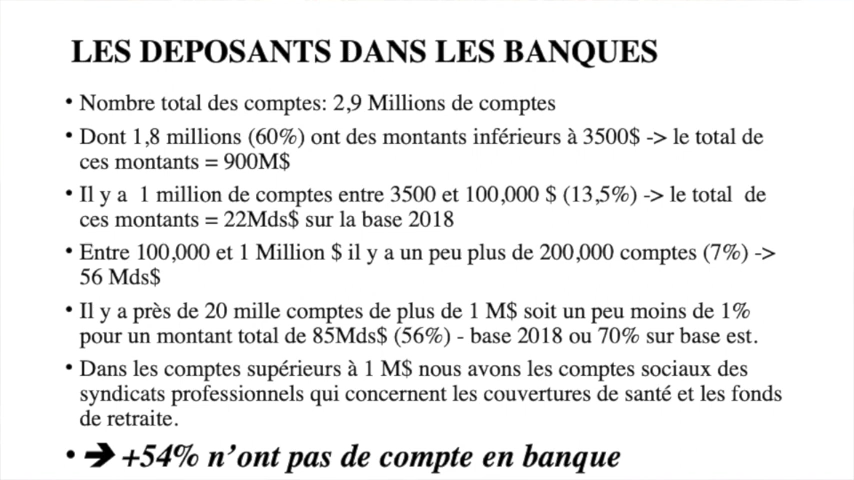 LES DEPOSANTS DANS LES BANQUES
• Nombre total des comptes: 2,9 Millions de comptes
• Dont 1,8 millions (60%) ont des montants inférieurs à 3500$ -> le total de
ces montants = 900M$
• Il y a 1 million de comptes entre 3500 et 100,000 $ (13,5%) -> le total de
ces montants = 22Mds$ sur la base 2018
• Entre 100,000 et 1 Million $ il y a un peu plus de 200,000 comptes (7%) ->
56 Mds$
• Il y a près de 20 mille comptes de plus de 1 M$ soit un peu moins de 1%
pour un montant total de 85Mds$ (56%) - base 2018 ou 70% sur base est.
• Dans les comptes supérieurs à 1 M$ nous avons les comptes sociaux des
syndicats professionnels qui concernent les couvertures de santé et les fonds
de retraite.
• ➔ +54% n’ont pas de compte en banque